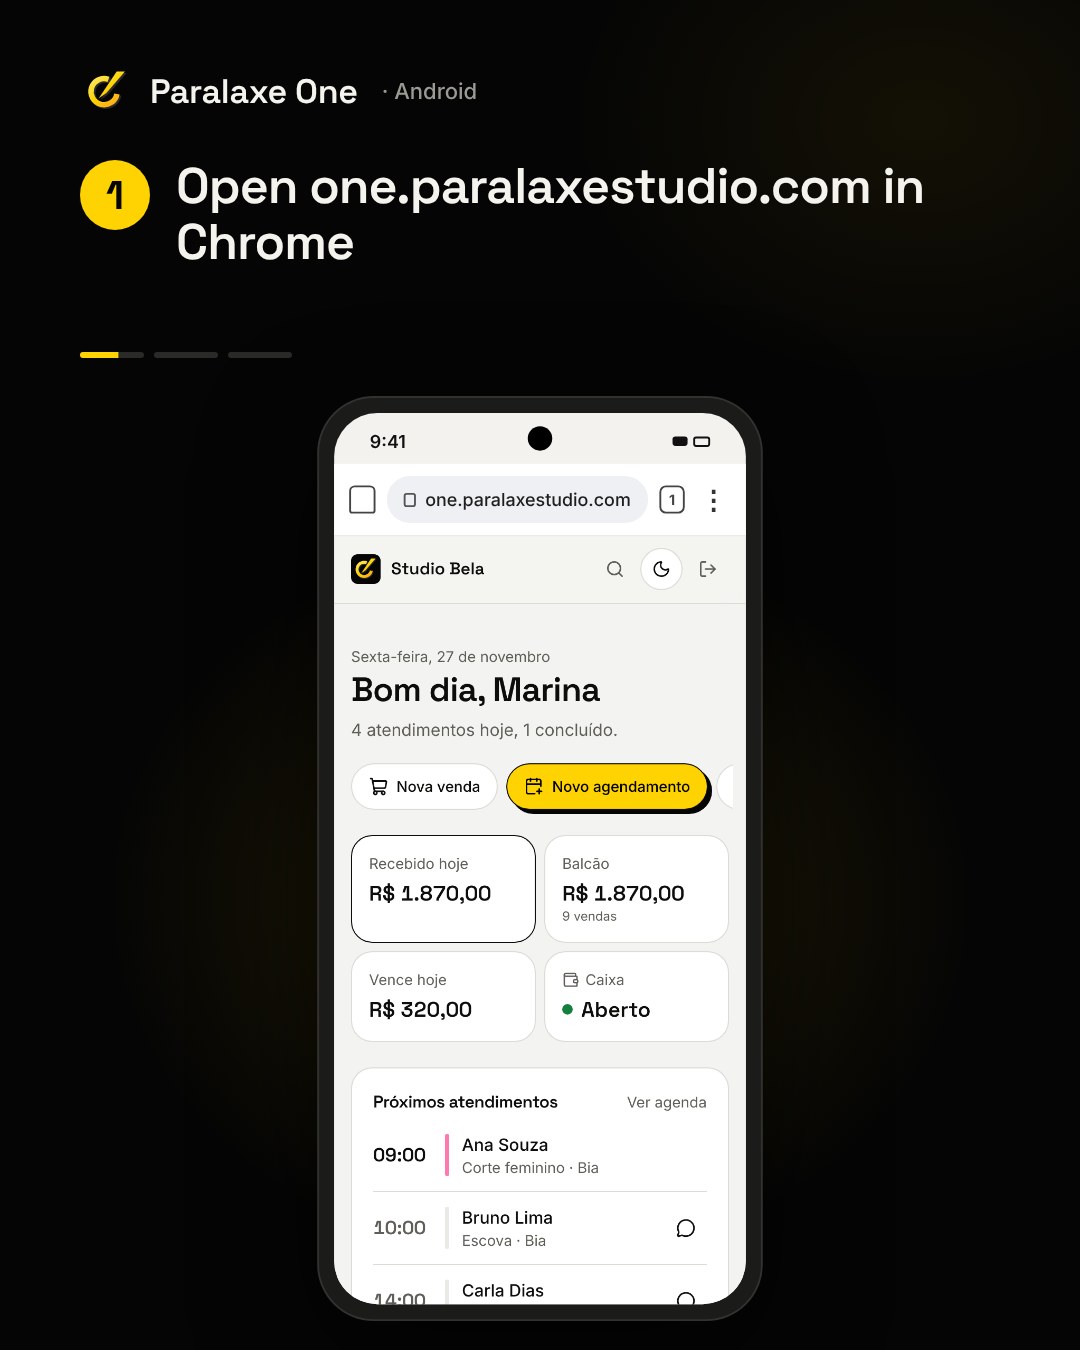 Paralaxe One · Android
1
Open one.paralaxestudio.com in
Chrome
9:41
one.paralaxestudio.com
1
Studio Bela
Sexta-feira, 27 de novembro
Bom dia, Marina
4 atendimentos hoje, 1 concluído.
Nova venda
Novo agendamento
Recebido hoje
R$ 1.870,00
Balcão
R$ 1.870,00
9 vendas
Vence hoje
R$ 320,00
Caixa
Aberto
Próximos atendimentos
Ver agenda
09:00
Ana Souza
Corte feminino · Bia
10:00
Bruno Lima
Escova · Bia
14:00
Carla Dias